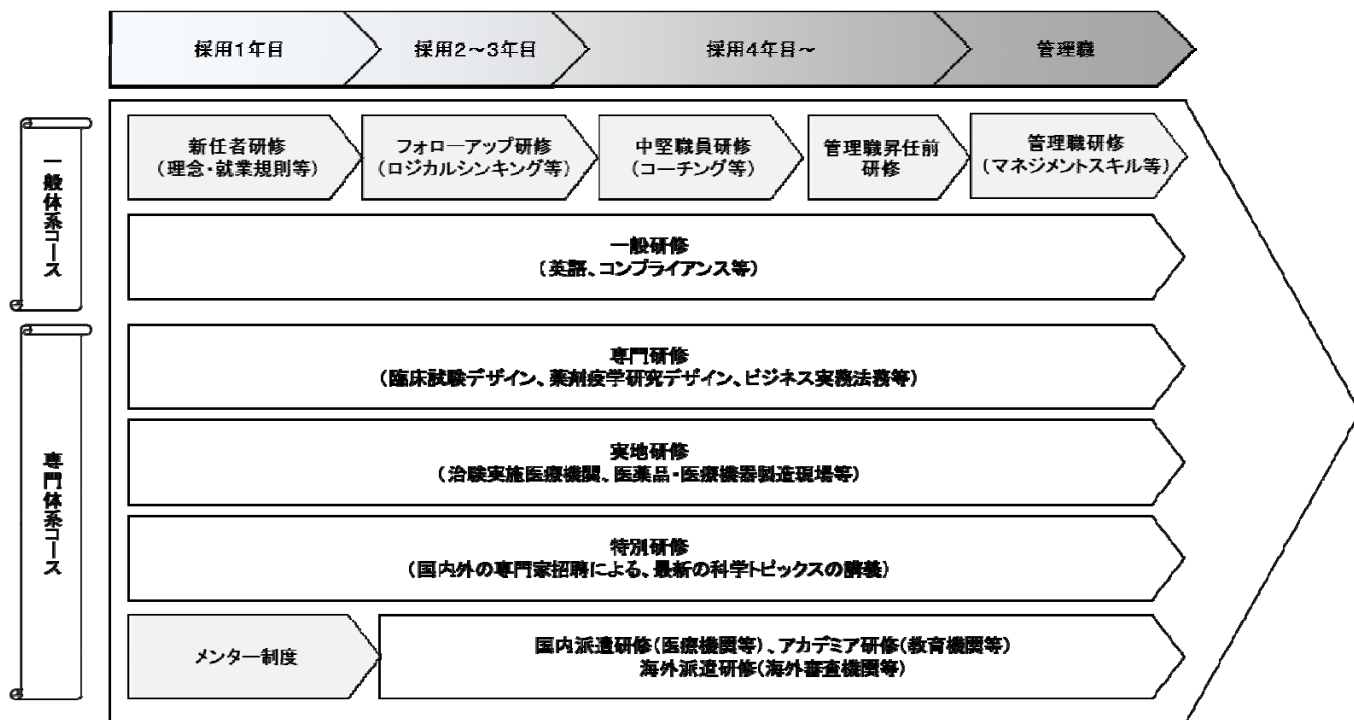 採用1年目
採用2～3年目
採用4年目～
管理職
一般体系コース
新任者研修
(理念・就業規則等)
フォローアップ研修
(ロジカルシンキング等)
中堅職員研修
(コーチング等)
管理職昇任前
研修
管理職研修
(マネジメントスキル等)
一般研修
(英語、コンプライアンス等)
専門体系コース
専門研修
(臨床試験デザイン、薬剤疫学研究デザイン、ビジネス実務法務等)
実地研修
(治験実施医療機関、医薬品・医療機器製造現場等)
特別研修
(国内外の専門家招聘による、最新の科学トピックスの講義)
メンター制度
国内派遣研修(医療機関等)、アカデミア研修(教育機関等)
海外派遣研修(海外審査機関等)